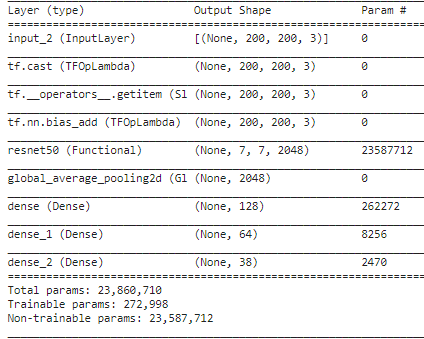 Layer (type) Output Shape Param #
input_2 (InputLayer) [(None, 200, 200, 3)] 0
tf.cast (TFOpLambda) (None, 200, 200, 3) 0
tf.__operators__.getitem (Sl (None, 200, 200, 3) 0
tf.nn.bias_add (TFOpLambda) (None, 200, 200, 3) 0
resnet50 (Functional) (None, 7, 7, 2048) 23587712
global_average_pooling2d (Gl (None, 2048) 0
dense (Dense) (None, 128) 262272
dense_1 (Dense) (None, 64) 8256
dense_2 (Dense) (None, 38) 2470
Total params: 23,860,710
Trainable params: 272,998
Non-trainable params: 23,587,712